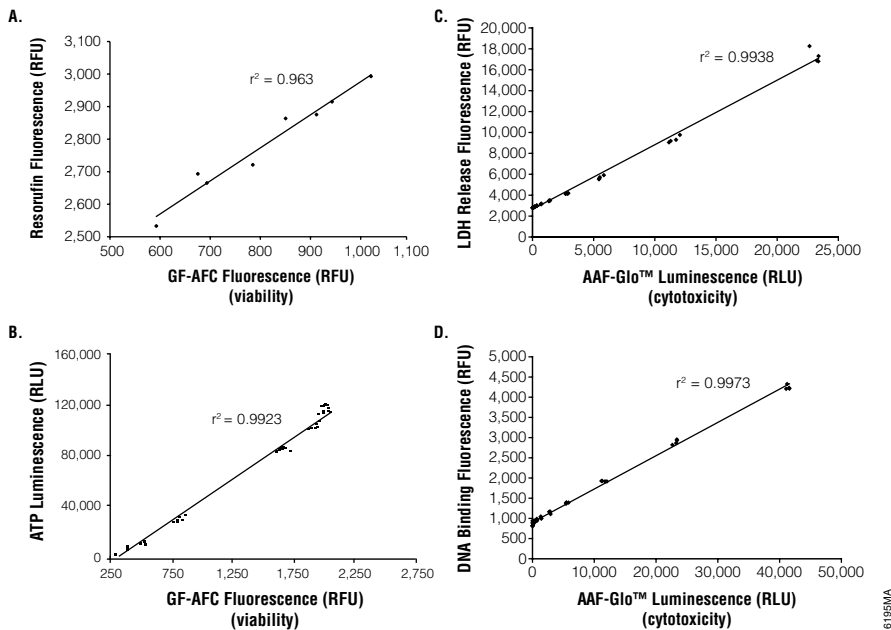 A.
Resorufin Fluorescence (RFU)
3,100
3,000
2,900
2,800
2,700
2,600
2,500
r² = 0.963
500
600
700
800
900
1,000
1,100
GF-AFC Fluorescence (RFU)
(viability)
B.
ATP Luminescence (RLU)
160,000
120,000
80,000
40,000
0
r² = 0.9923
250
750
1,250
1,750
2,250
2,750
GF-AFC Fluorescence (RFU)
(viability)
C.
LDH Release Fluorescence (RFU)
20,000
18,000
16,000
14,000
12,000
10,000
8,000
6,000
4,000
2,000
0
r² = 0.9938
0
5,000
10,000
15,000
20,000
25,000
AAF-Glo™ Luminescence (RLU)
(cytotoxicity)
D.
DNA Binding Fluorescence (RFU)
5,000
4,500
4,000
3,500
3,000
2,500
2,000
1,500
1,000
500
0
r² = 0.9973
0
10,000
20,000
30,000
40,000
50,000
AAF-Glo™ Luminescence (RLU)
(cytotoxicity)
6195MA